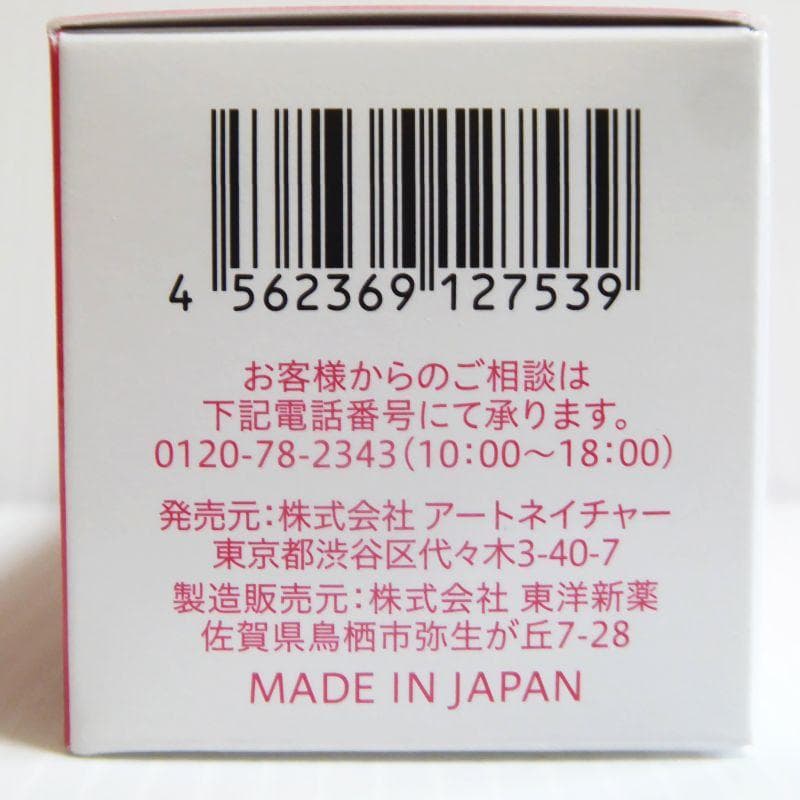 4 562369 127539
お客様からのご相談は
下記電話番号にて承ります。
0120-78-2343(10:00〜18:00)
発売元:株式会社 アートネイチャー
東京都渋谷区代々木3-40-7
製造販売元:株式会社 東洋新薬
佐賀県鳥栖市弥生が丘7-28
MADE IN JAPAN